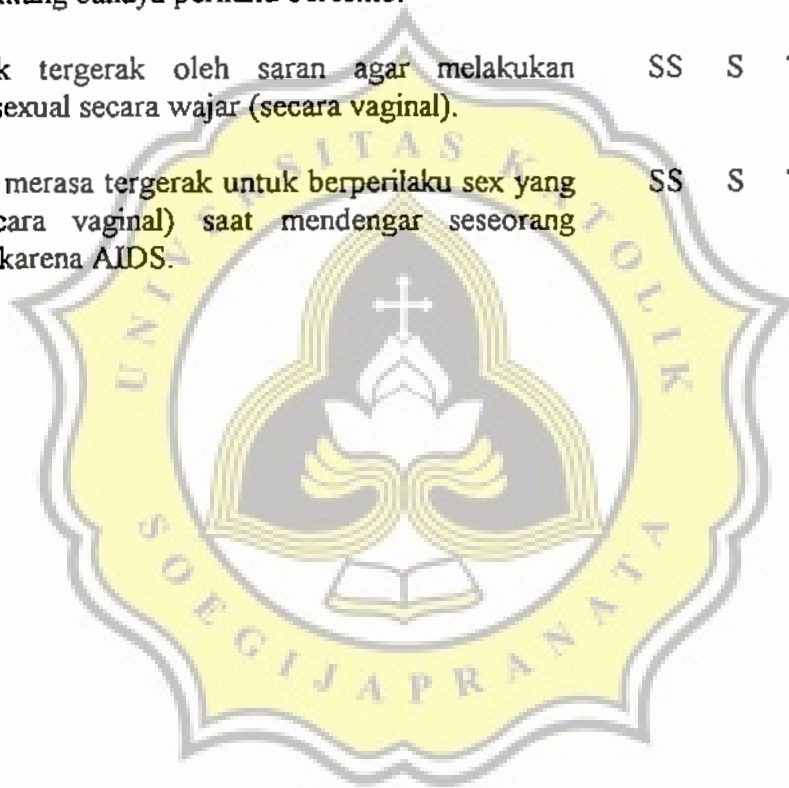 k tergerak oleh saran agar melakukan SS S
sexual secara wajar (secara vaginal).
merasa tergerak untuk berperilaku sex yang SS S
cara vaginal) saat mendengar seseorang
karena AIDS.
UNIVERSITAS KATOLIK
SOEGIJAPRANATA